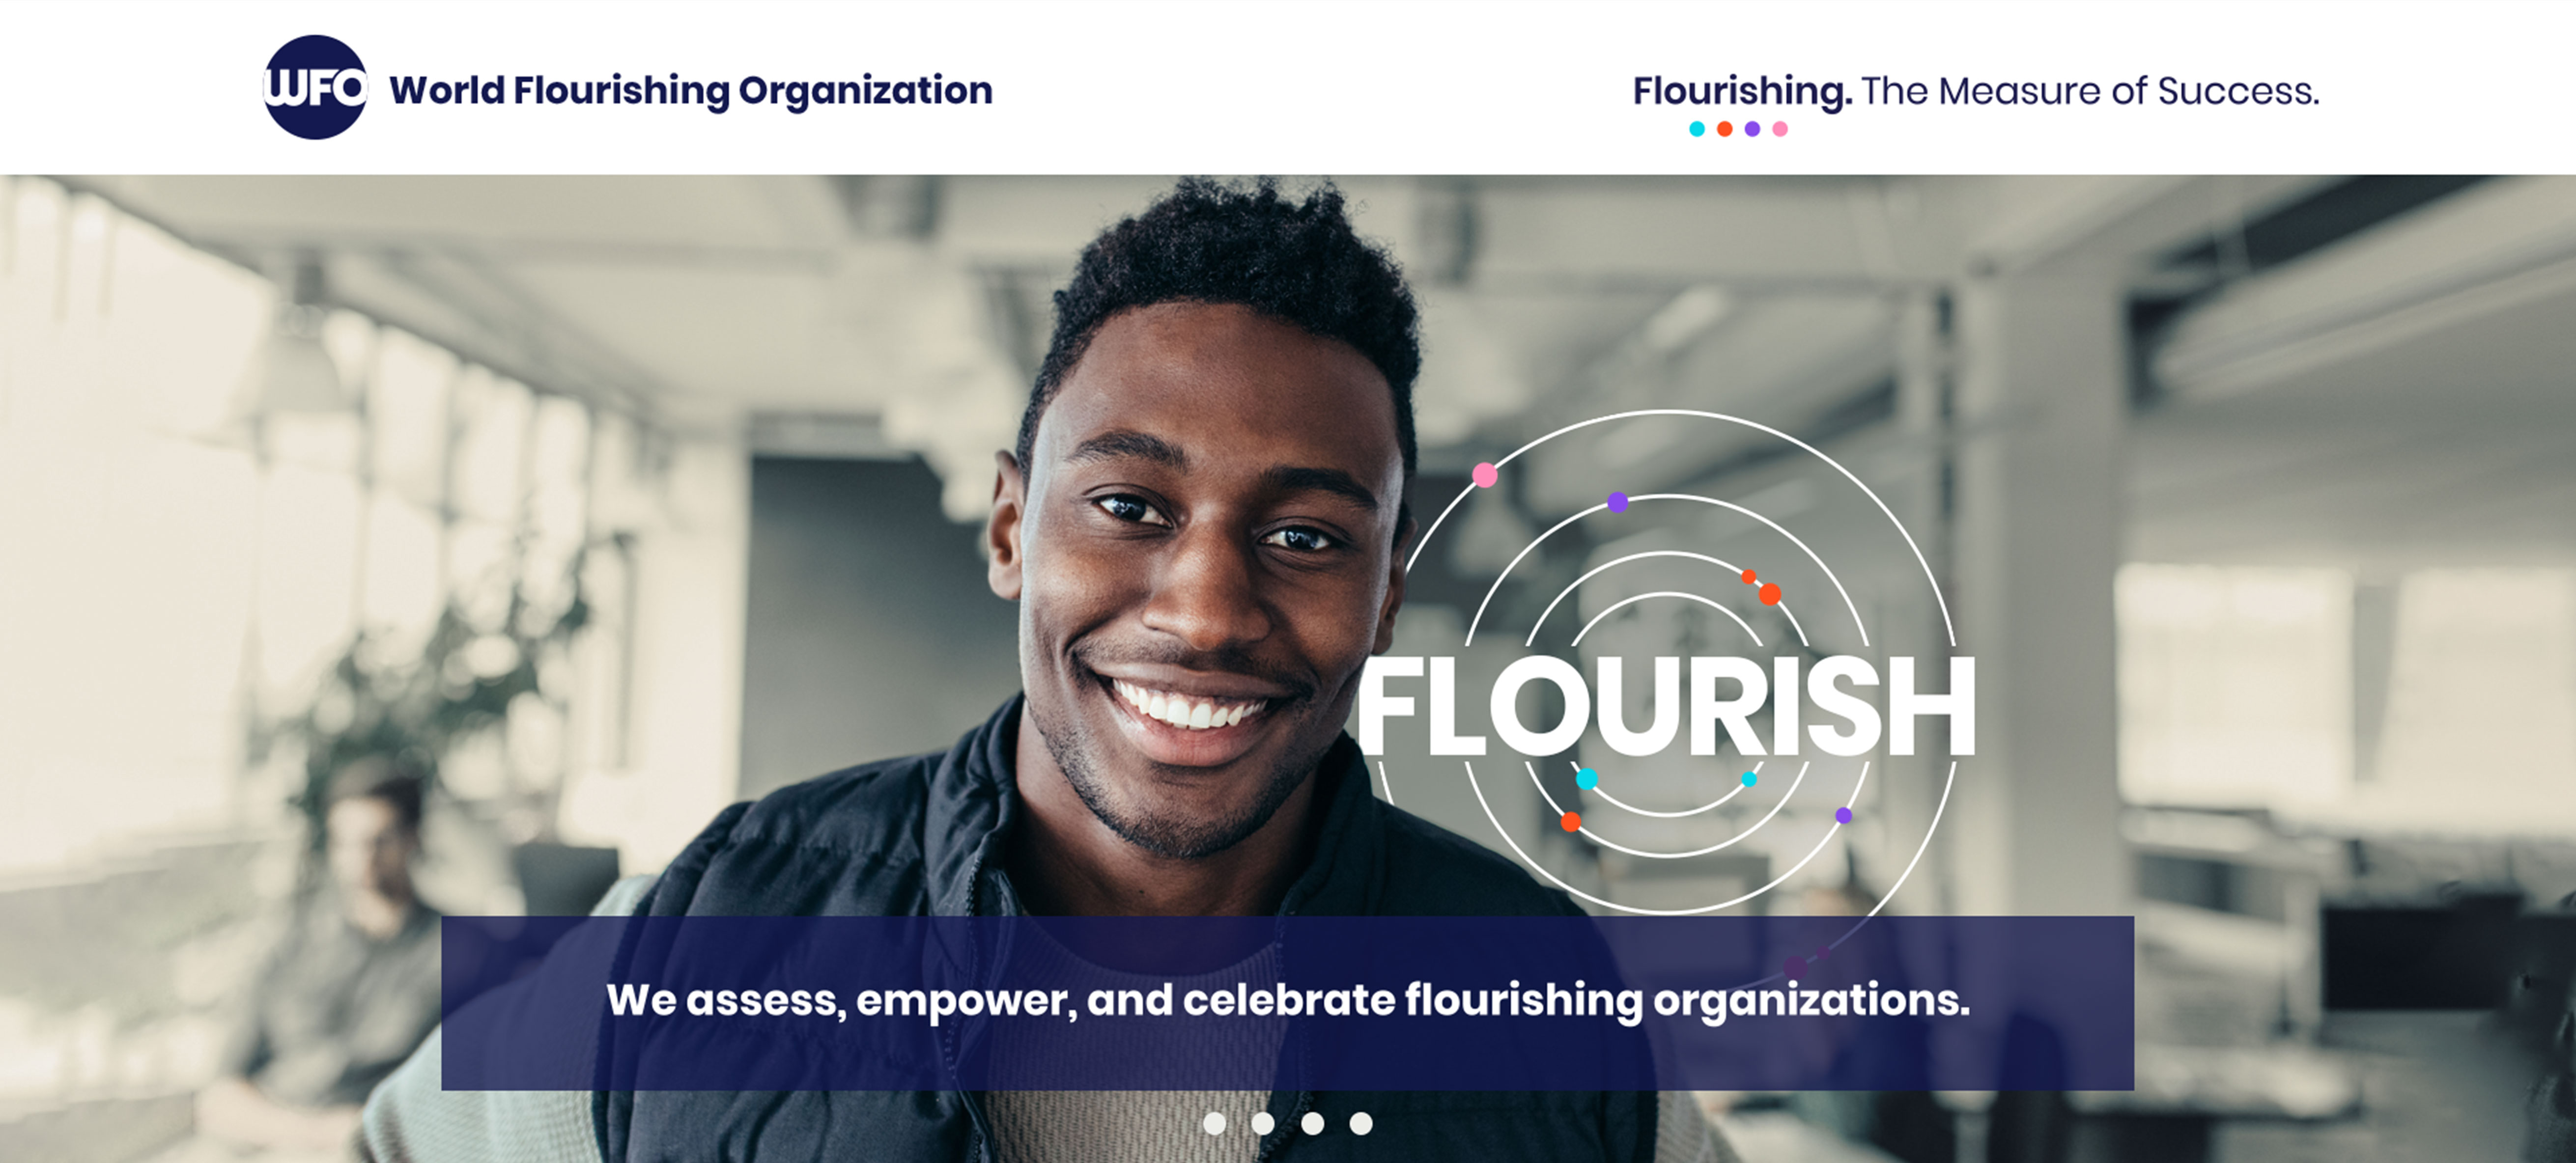 WFO World Flourishing Organization
Flourishing. The Measure of Success.
FLOURISH
We assess, empower, and celebrate flourishing organizations.